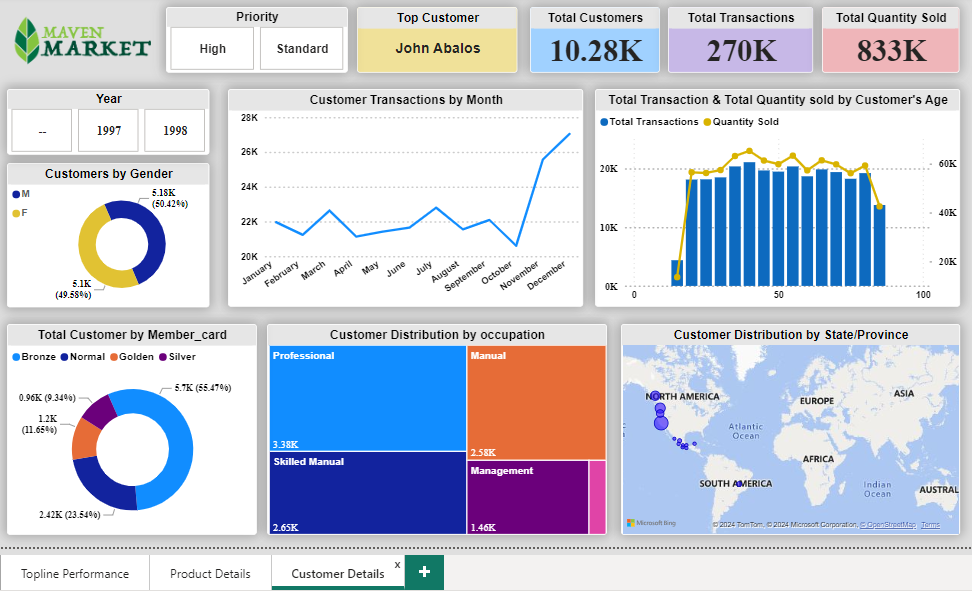 MAVEN
MARKET
Priority
High
Standard
Top Customer
John Abalos
Total Customers
10.28K
Total Transactions
270K
Total Quantity Sold
833K
Year
--
1997
1998
Customers by Gender
M
F
5.18K
(50.42%)
5.1K
(49.58%)
Customer Transactions by Month
28K
26K
24K
22K
20K
January
February
March
April
May
June
July
August
September
October
November
December
Total Transaction & Total Quantity sold by Customer's Age
Total Transactions
Quantity Sold
20K
10K
0K
60K
40K
20K
0
50
100
Total Customer by Member_card
Bronze
Normal
Golden
Silver
5.7K (55.47%)
0.96K (9.34%)
1.2K
(11.65%)
2.42K (23.54%)
Customer Distribution by occupation
Professional
3.38K
Skilled Manual
2.65K
Manual
2.58K
Management
1.46K
Customer Distribution by State/Province
NORTH AMERICA
EUROPE
ASIA
Atlantic
Ocean
AFRICA
SOUTH AMERICA
Indian
Ocean
AUSTRAL
Microsoft Bing
© 2024 TomTom, © 2024 Microsoft Corporation, © OpenStreetMap Terms
Topline Performance
Product Details
Customer Details
x
+